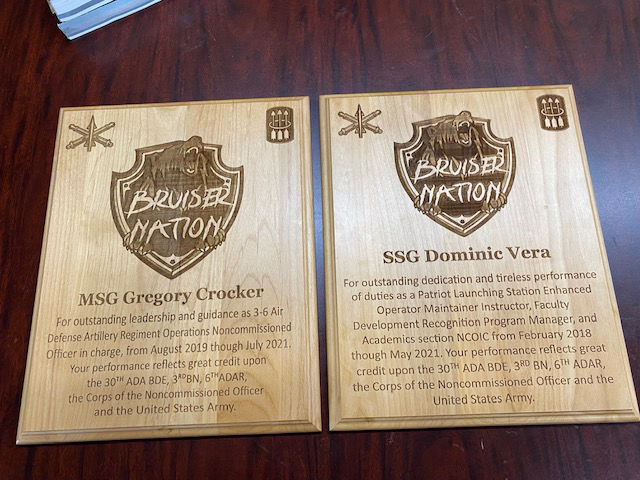 BRUISER
NATION
MSG Gregory Crocker
For outstanding leadership and guidance as 3-6 Air
Defense Artillery Regiment Operations Noncommissioned
Officer in charge, from August 2019 though July 2021.
Your performance reflects great credit upon
the 30TH ADA BDE, 3RDBN, 6THADAR,
the Corps of the Noncommissioned Officer
and the United States Army.
BRUISER
NATION
SSG Dominic Vera
For outstanding dedication and tireless performance
of duties as a Patriot Launching Station Enhanced
Operator Maintainer Instructor, Faculty
Development Recognition Program Manager, and
Academics section NCOIC from February 2018
though May 2021. Your performance reflects great
credit upon the 30TH ADA BDE, 3RD BN, 6TH ADAR,
the Corps of the Noncommissioned Officer and the
United States Army.